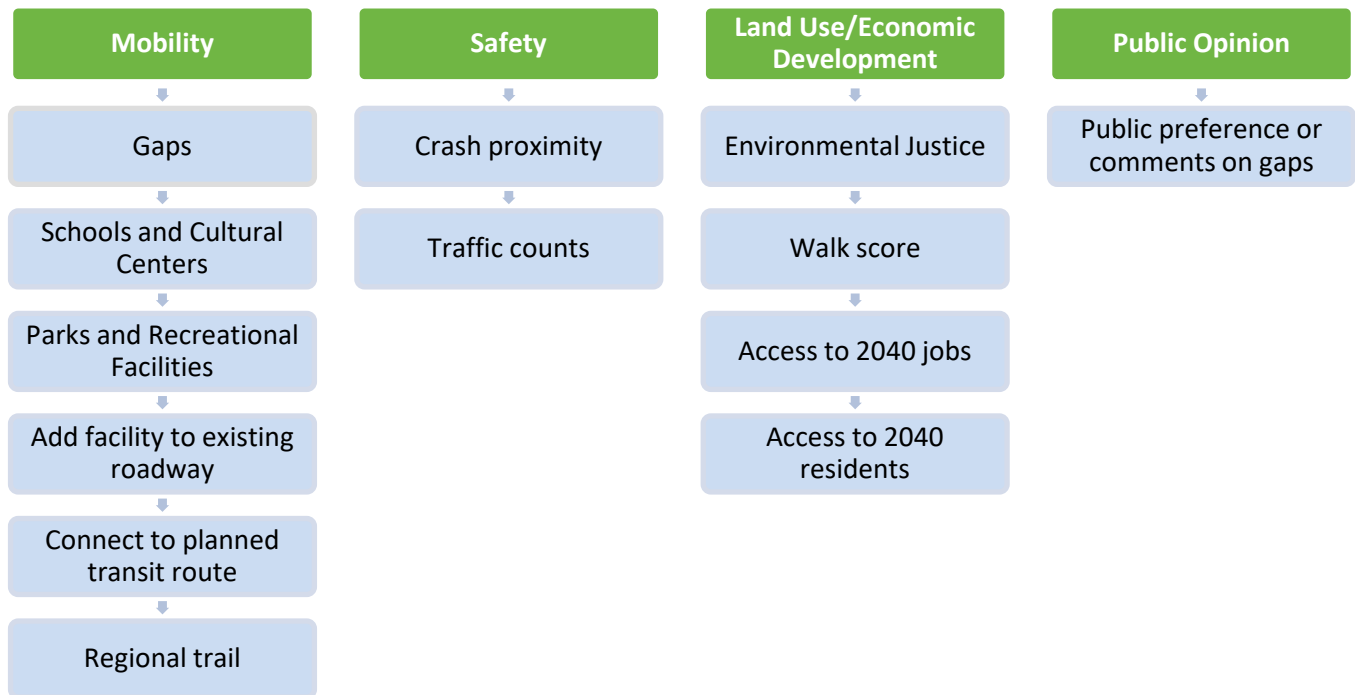 Mobility
Gaps
Schools and Cultural
Centers
Parks and Recreational
Facilities
Add facility to existing
roadway
Connect to planned
transit route
Regional trail
Safety
Crash proximity
Traffic counts
Land Use/Economic
Development
Environmental Justice
Walk score
Access to 2040 jobs
Access to 2040
residents
Public Opinion
Public preference or
comments on gaps